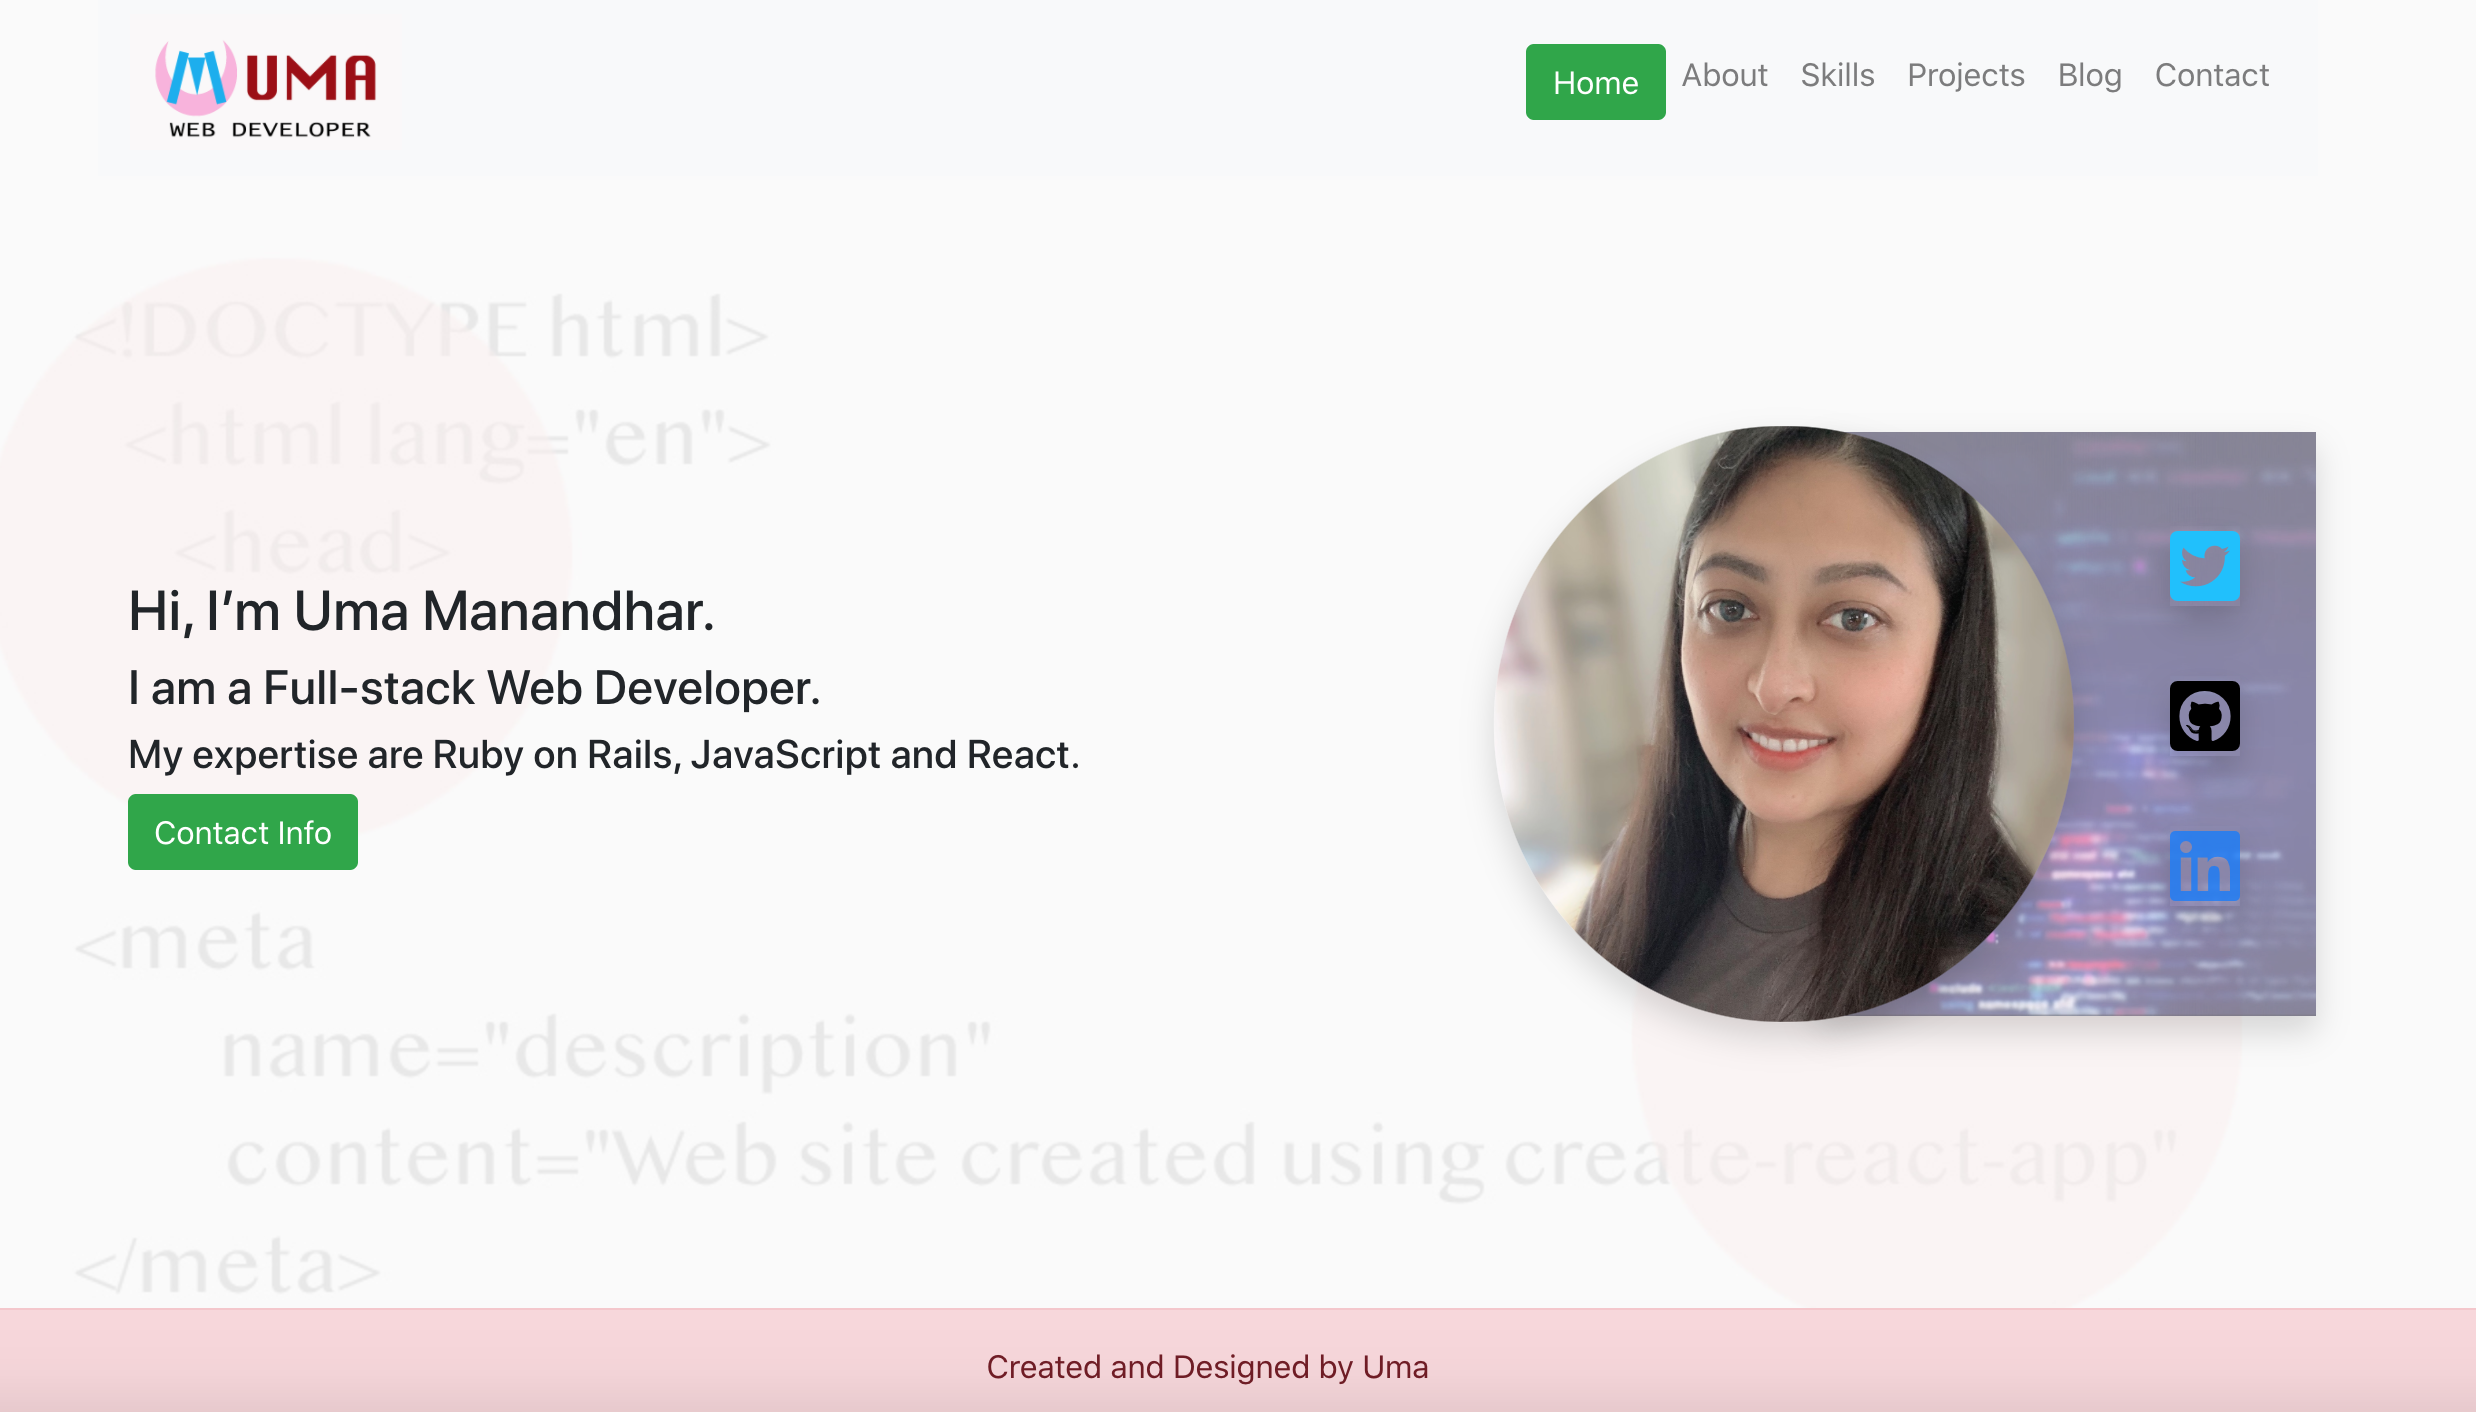 UMA
WEB DEVELOPER
Home About Skills Projects Blog Contact
<!DOCTYPE html>
<html lang="en">
<head>
Hi, I’m Uma Manandhar.
I am a Full-stack Web Developer.
My expertise are Ruby on Rails, JavaScript and React.
Contact Info
in
<meta
name="description"
content="Web site created using create-react-app"
</meta>
Created and Designed by Uma